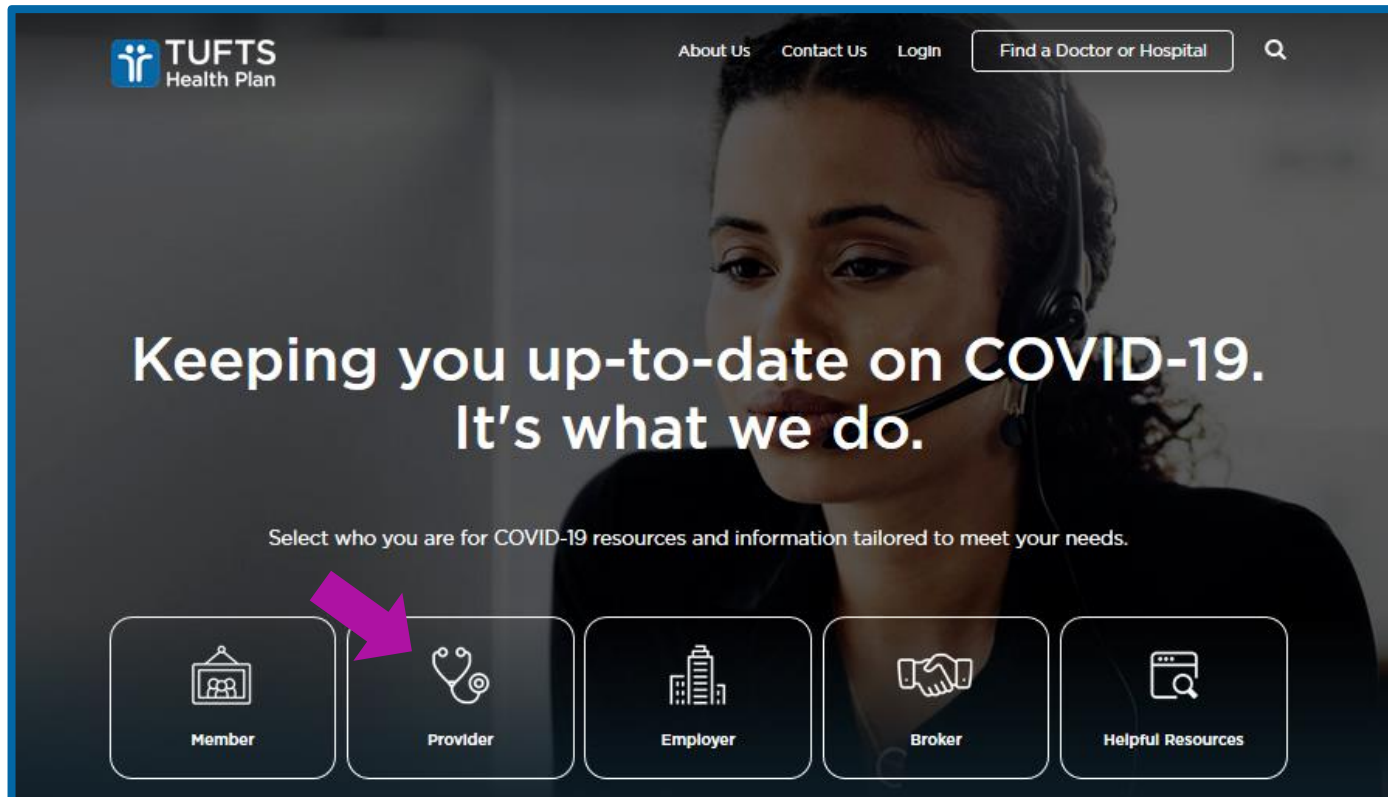 TUFTS
Health Plan
About Us
Contact Us
Login
Find a Doctor or Hospital
Keeping you up-to-date on COVID-19.
It's what we do.
Select who you are for COVID-19 resources and information tailored to meet your needs.
Member
Provider
Employer
Broker
Helpful Resources